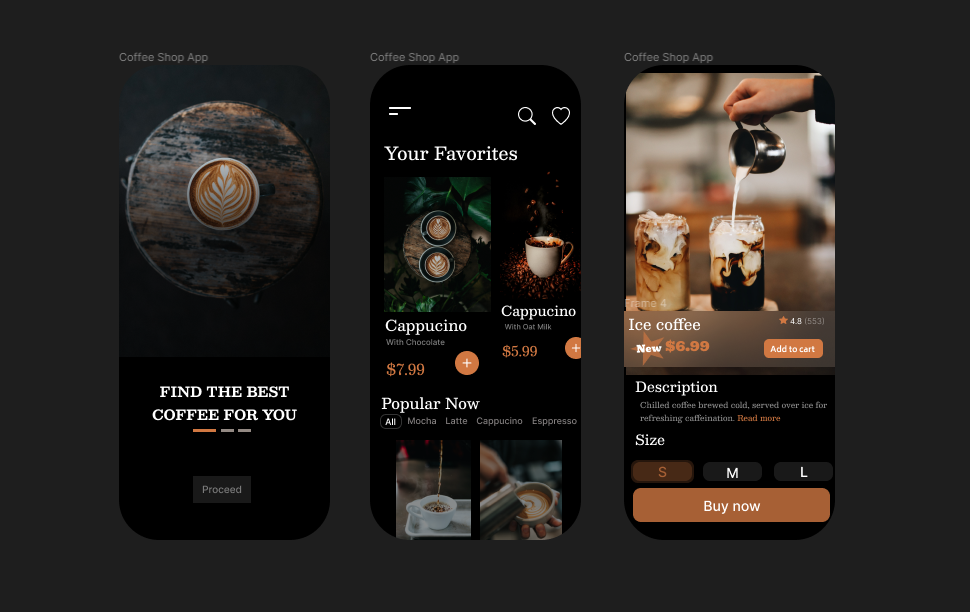 Coffee Shop App
FIND THE BEST
COFFEE FOR YOU
Proceed
Coffee Shop App
Your Favorites
Cappucino
With Chocolate
$7.99
+
Cappucino
With Oat Milk
$5.99
+
Popular Now
All Mocha Latte Cappucino Esppresso
Coffee Shop App
Frame 4
Ice coffee
4.8 (553)
New $6.99
Add to cart
Description
Chilled coffee brewed cold, served over ice for
refreshing caffeination. Read more
Size
S M L
Buy now